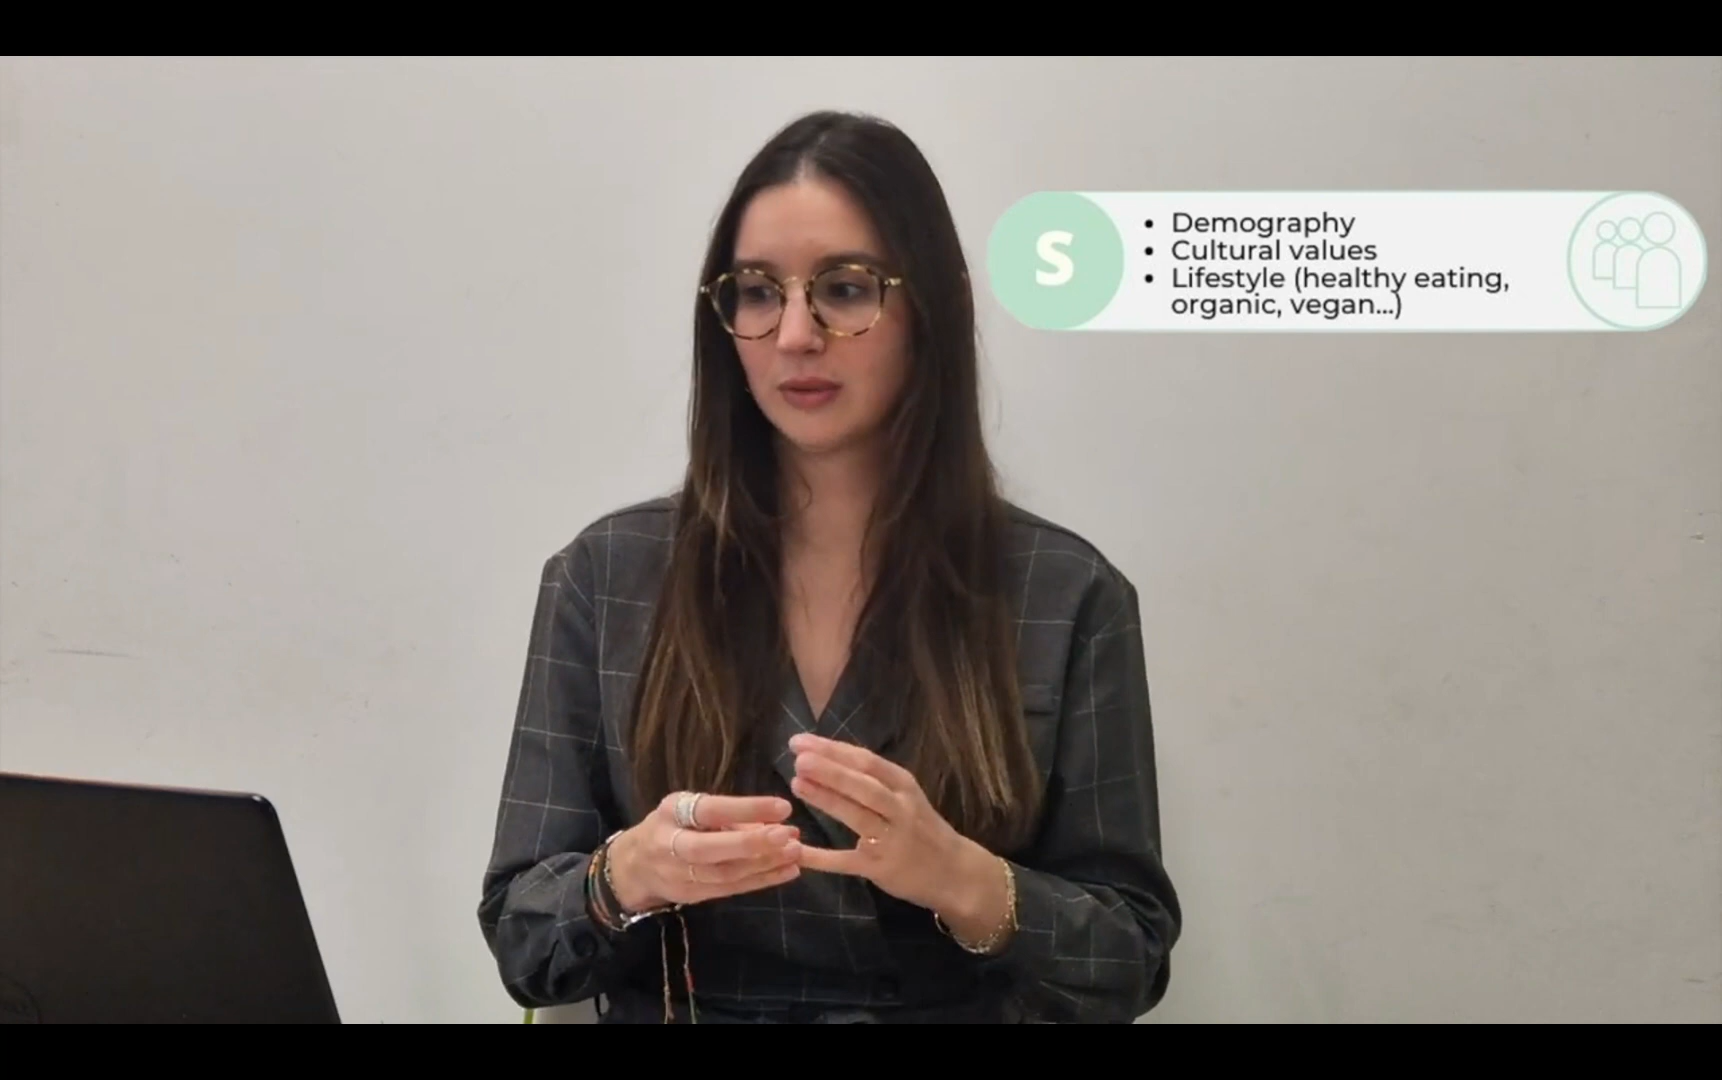 S
• Demography
• Cultural values
• Lifestyle (healthy eating,
organic, vegan...)